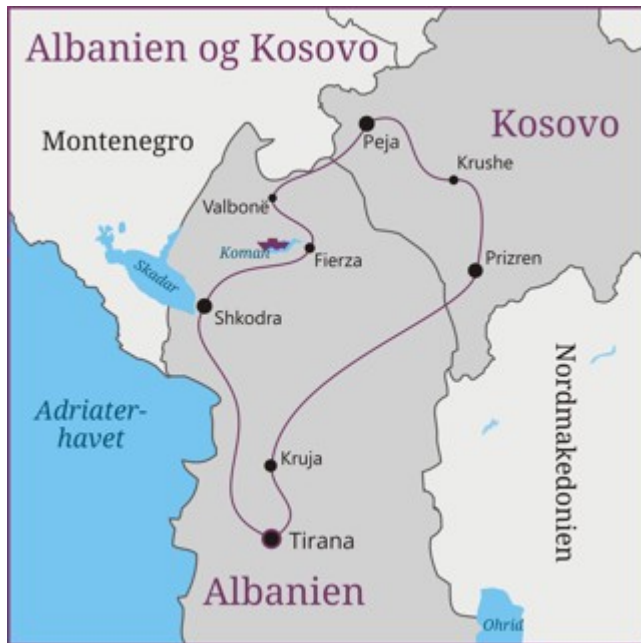 Albanien og Kosovo
Kosovo
Montenegro
Peja
Krushe
Valbonë
Koman
Fierza
Prizren
Skadar
Shkodra
Nordmakedonien
Adriater-
havet
Kruja
Tirana
Albanien
Ohrid